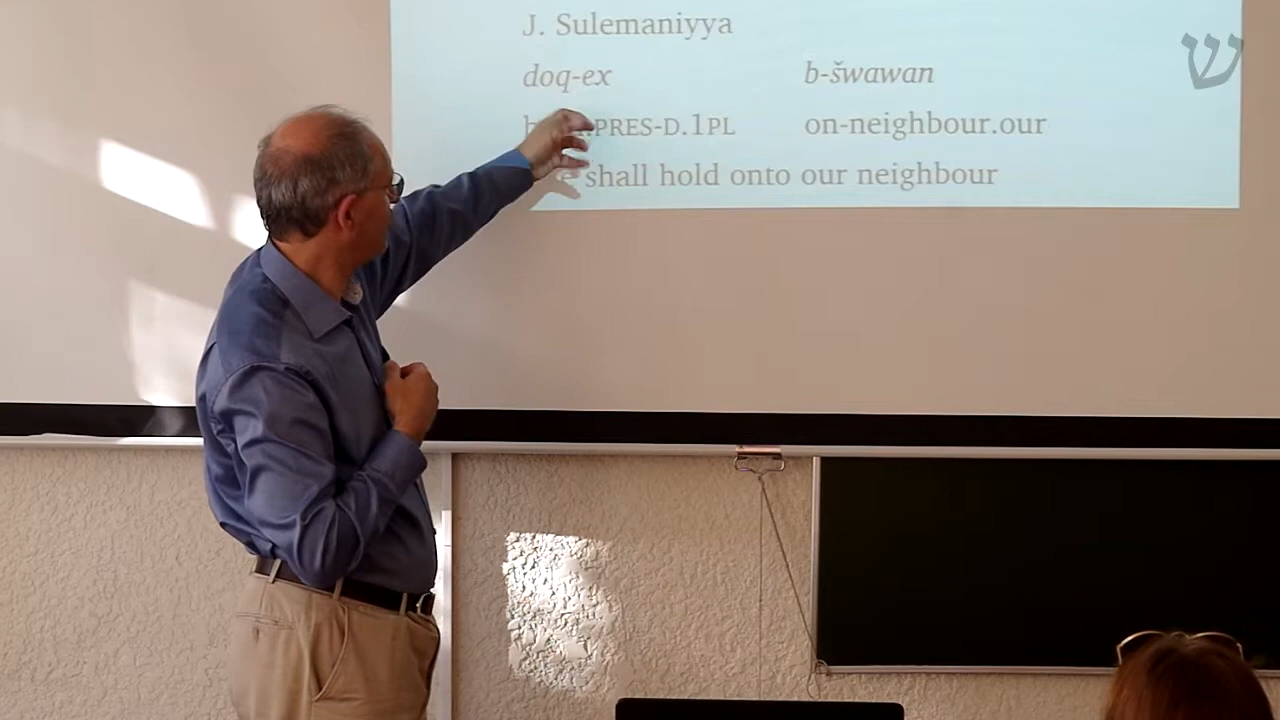 J. Sulemaniyya
doq-ex b-šwawan
PRES-D.1PL on-neighbour.our
shall hold onto our neighbour
ש